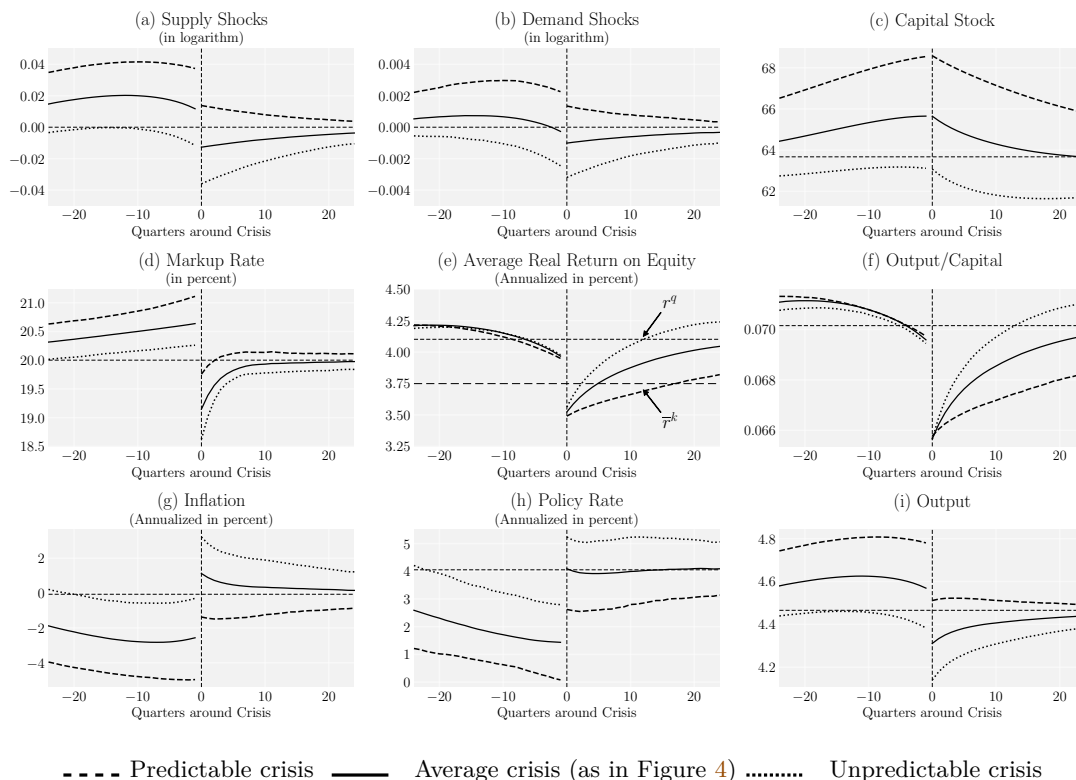 (a) Supply Shocks
(in logarithm)
0.04
0.02
0.00
−0.02
−0.04
−20 −10 0 10 20
Quarters around Crisis
(b) Demand Shocks
(in logarithm)
0.004
0.002
0.000
−0.002
−0.004
−20 −10 0 10 20
Quarters around Crisis
(c) Capital Stock
68
66
64
62
−20 −10 0 10 20
Quarters around Crisis
(d) Markup Rate
(in percent)
21.0
20.5
20.0
19.5
19.0
18.5
−20 −10 0 10 20
Quarters around Crisis
(e) Average Real Return on Equity
(Annualized in percent)
4.50
4.25
4.00
3.75
3.50
3.25
r^q
r̅^k
−20 −10 0 10 20
Quarters around Crisis
(f) Output/Capital
0.070
0.068
0.066
−20 −10 0 10 20
Quarters around Crisis
(g) Inflation
(Annualized in percent)
2
0
−2
−4
−20 −10 0 10 20
Quarters around Crisis
(h) Policy Rate
(Annualized in percent)
5
4
3
2
1
0
−20 −10 0 10 20
Quarters around Crisis
(i) Output
4.8
4.6
4.4
4.2
−20 −10 0 10 20
Quarters around Crisis
Predictable crisis Average crisis (as in Figure 4) Unpredictable crisis